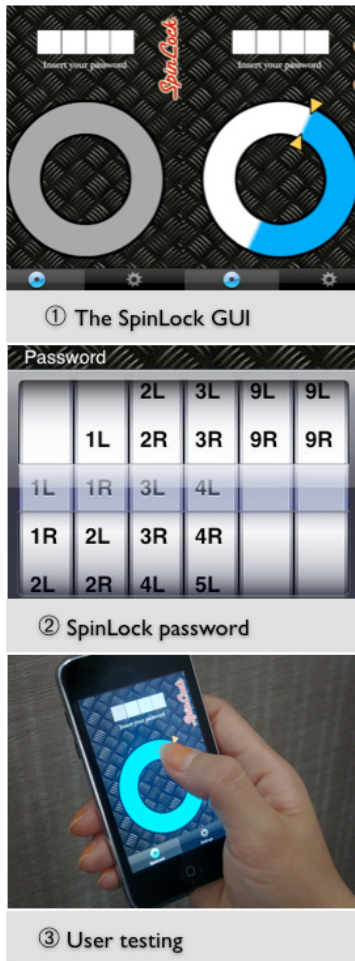 SpinLock
Insert your password
Insert your password
① The SpinLock GUI
Password
2L 3L 9L 9L
1L 2R 3R 9R 9R
1L 1R 3L 4L
1R 2L 3R 4R
2L 2R 4L 5L
② SpinLock password
SpinLock
Insert your password
③ User testing